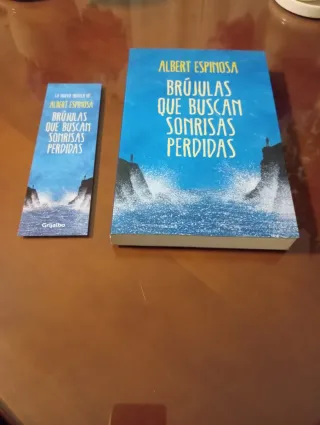 LA NUEVA NOVELA DE
ALBERT ESPINOSA
BRÚJULAS
QUE BUSCAN
SONRISAS
PERDIDAS
Grijalbo
ALBERT ESPINOSA
BRÚJULAS
QUE BUSCAN
SONRISAS
PERDIDAS